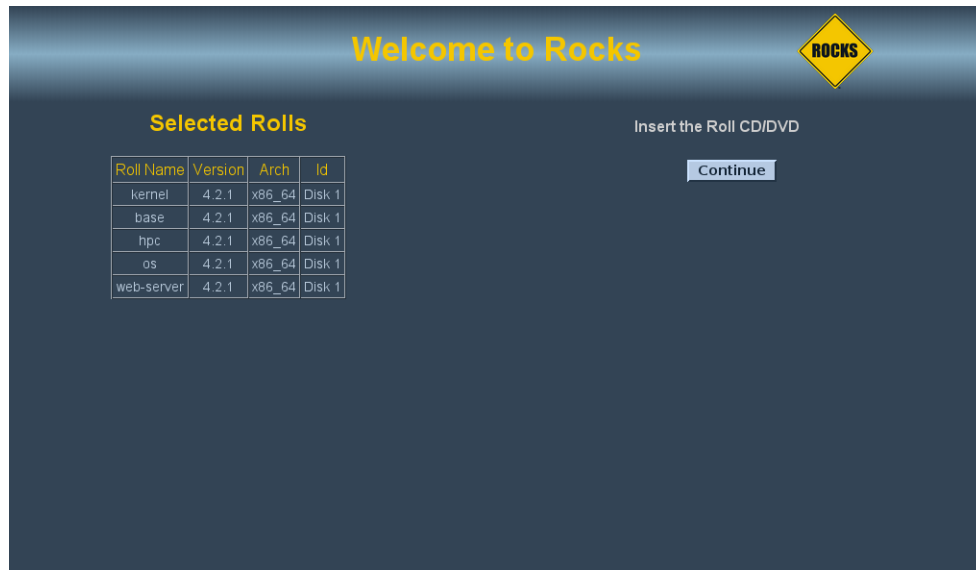 Welcome to Rocks
ROCKS
Selected Rolls
Roll Name Version Arch Id
kernel 4.2.1 x86_64 Disk 1
base 4.2.1 x86_64 Disk 1
hpc 4.2.1 x86_64 Disk 1
os 4.2.1 x86_64 Disk 1
web-server 4.2.1 x86_64 Disk 1
Insert the Roll CD/DVD
Continue